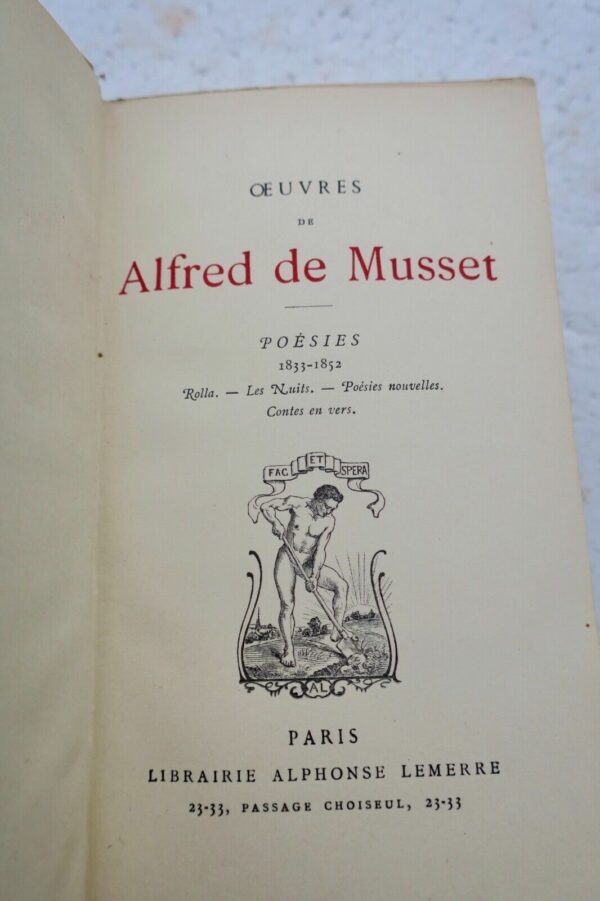 ŒUVRES
DE
Alfred de Musset
POÉSIES
1833-1852
Rolla. — Les Nuits. — Poésies nouvelles.
Contes en vers.
FAC ET SPERA
AL
PARIS
LIBRAIRIE ALPHONSE LEMERRE
23-33, PASSAGE CHOISEUL, 23-33